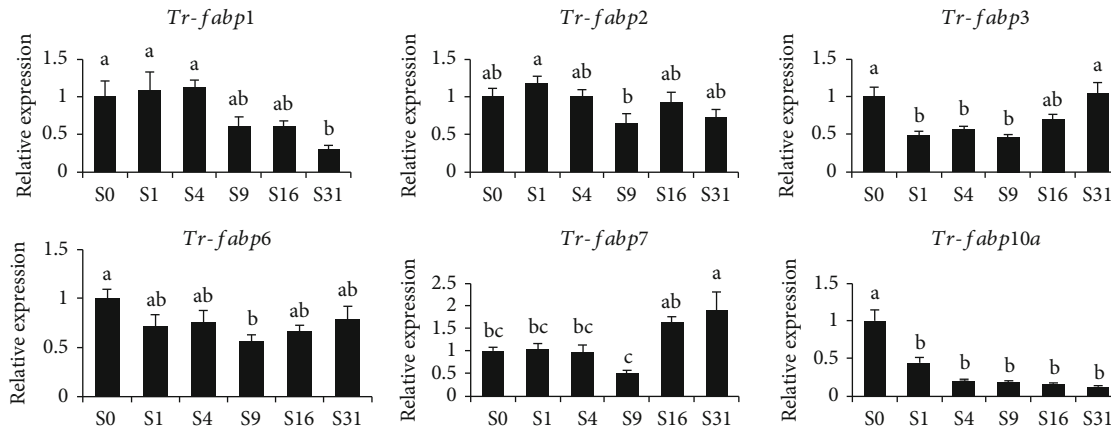 Tr-fabp1
Relative expression
1.5
1
0.5
0
a
a
a
ab
ab
b
S0 S1 S4 S9 S16 S31
Tr-fabp2
Relative expression
1.5
1
0.5
0
ab
a
ab
b
ab
ab
S0 S1 S4 S9 S16 S31
Tr-fabp3
Relative expression
1.5
1
0.5
0
a
b
b
b
ab
a
S0 S1 S4 S9 S16 S31
Tr-fabp6
Relative expression
1.5
1
0.5
0
a
ab
ab
b
ab
ab
S0 S1 S4 S9 S16 S31
Tr-fabp7
Relative expression
2.5
2
1.5
1
0.5
0
bc
bc
bc
c
ab
a
S0 S1 S4 S9 S16 S31
Tr-fabp10a
Relative expression
1.5
1
0.5
0
a
b
b
b
b
b
S0 S1 S4 S9 S16 S31